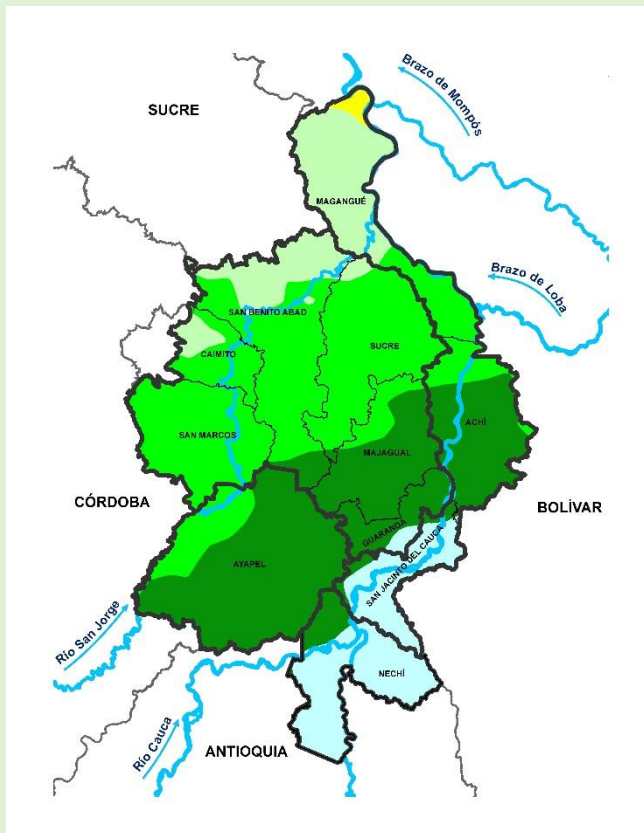 Brazo de Mompós
SUCRE
MAGANGUÉ
Brazo de Loba
SAN BENITO ABAD
SUCRE
CAIMITO
ACHÍ
SAN MARCOS
MAJAGUAL
CÓRDOBA
BOLÍVAR
GUARANDA
AYAPEL
SAN JACINTO DEL CAUCA
Río San Jorge
NECHÍ
Río Cauca
ANTIOQUIA